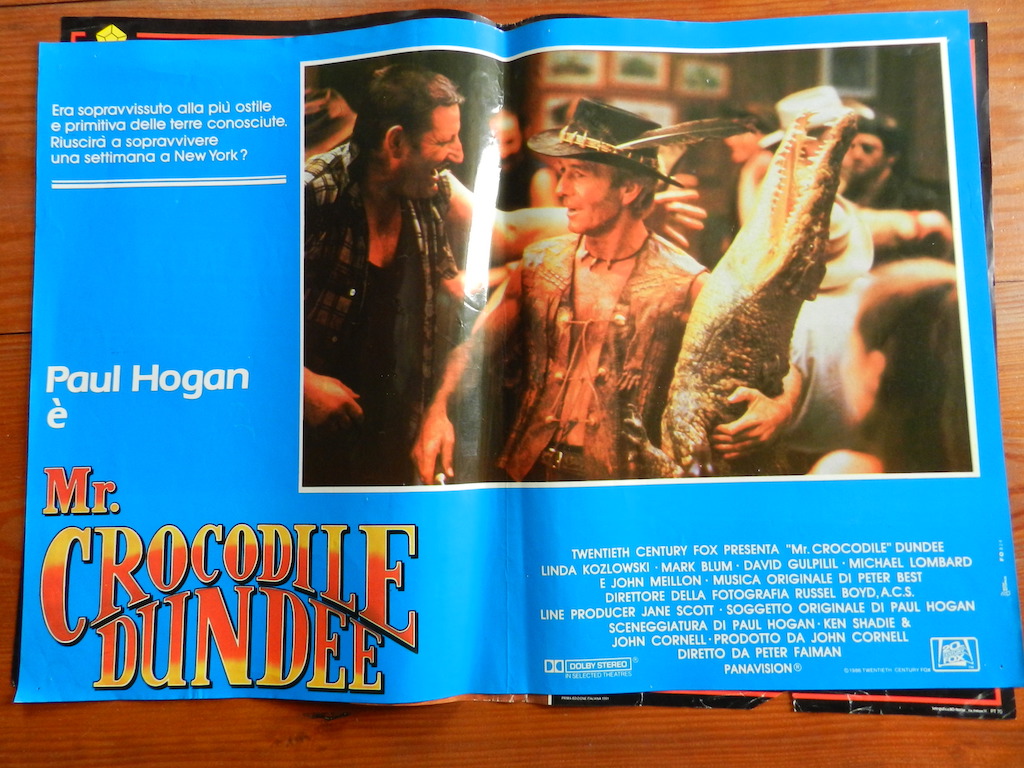 Era sopravvissuto alla più ostile
e primitiva delle terre conosciute.
Riuscirà a sopravvivere
una settimana a New York?
Paul Hogan
è
Mr.
CROCODILE
DUNDEE
TWENTIETH CENTURY FOX PRESENTA "Mr. CROCODILE" DUNDEE
LINDA KOZLOWSKI · MARK BLUM · DAVID GULPILIL · MICHAEL LOMBARD
E JOHN MEILLON · MUSICA ORIGINALE DI PETER BEST
DIRETTORE DELLA FOTOGRAFIA RUSSEL BOYD, A.C.S.
LINE PRODUCER JANE SCOTT · SOGGETTO ORIGINALE DI PAUL HOGAN
SCENEGGIATURA DI PAUL HOGAN · KEN SHADIE &
JOHN CORNELL · PRODOTTO DA JOHN CORNELL
DIRETTO DA PETER FAIMAN
PANAVISION®
DOLBY STEREO ®
IN SELECTED THEATRES
©1986 TWENTIETH CENTURY FOX
20th CENTURY FOX